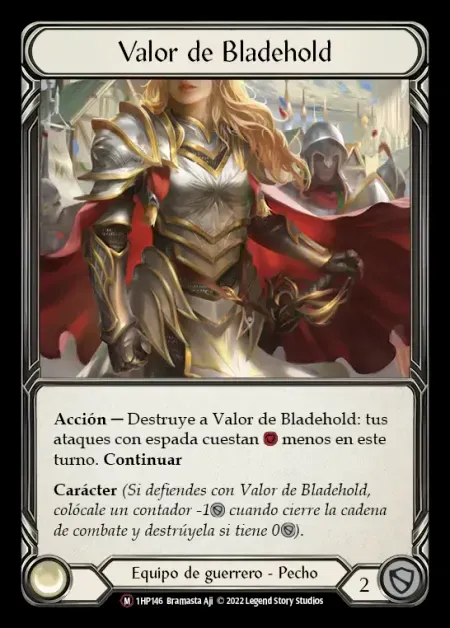 Valor de Bladehold
Acción — Destruye a Valor de Bladehold: tus
ataques con espada cuestan menos en este
turno. Continuar
Carácter (Si defiendes con Valor de Bladehold,
colócale un contador -1 cuando cierre la cadena
de combate y destrúyela si tiene 0).
Equipo de guerrero - Pecho
2
M 1HP146 Bramasta Aji © 2022 Legend Story Studios